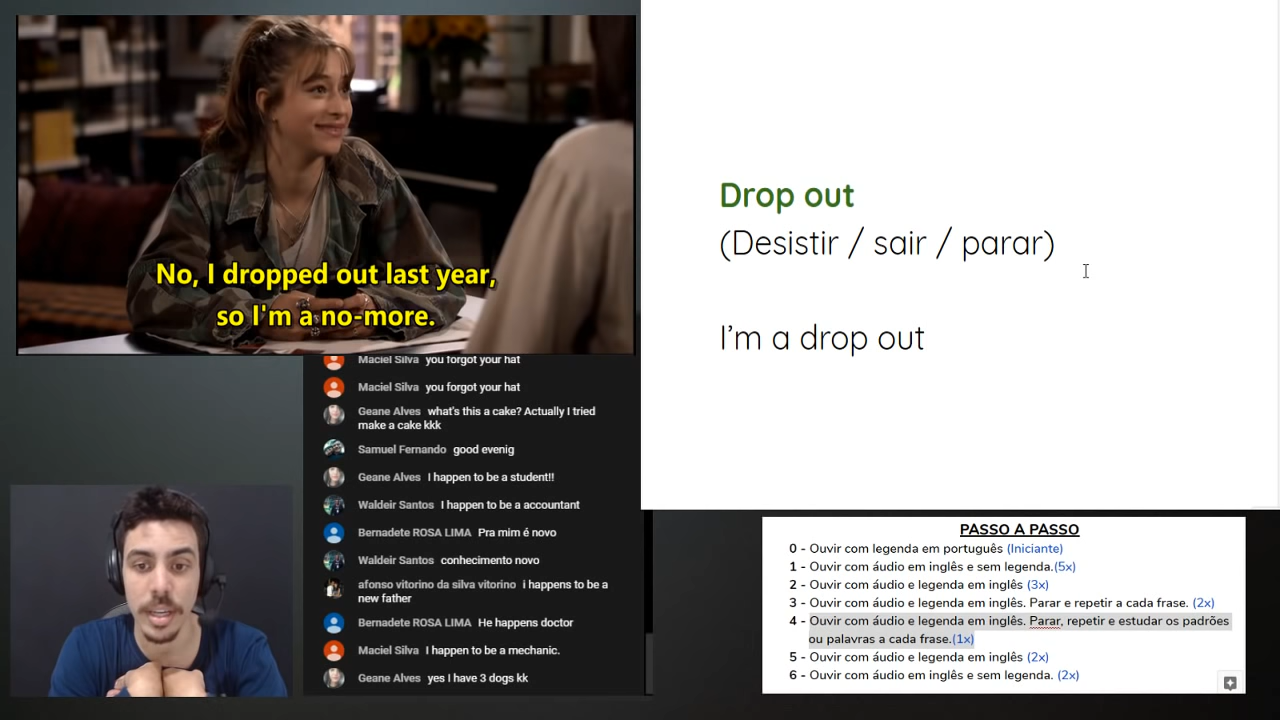 No, I dropped out last year,
so I'm a no-more.
Drop out
(Desistir / sair / parar)
I'm a drop out
Maciel Silva you forgot your hat
Maciel Silva you forgot your hat
Geane Alves what's this a cake? Actually I tried
make a cake kkk
Samuel Fernando good evenig
Geane Alves I happen to be a student!!
Waldeir Santos I happen to be a accountant
Bernadete ROSA LIMA Pra mim é novo
Waldeir Santos conhecimento novo
afonso vitorino da silva vitorino i happens to be a
new father
Bernadete ROSA LIMA He happens doctor
Maciel Silva I happen to be a mechanic.
Geane Alves yes I have 3 dogs kk
PASSO A PASSO
0 - Ouvir com legenda em português (Iniciante)
1 - Ouvir com áudio em inglês e sem legenda.(5x)
2 - Ouvir com áudio e legenda em inglês (3x)
3 - Ouvir com áudio e legenda em inglês. Parar e repetir a cada frase. (2x)
4 - Ouvir com áudio e legenda em inglês. Parar, repetir e estudar os padrões
ou palavras a cada frase.(1x)
5 - Ouvir com áudio e legenda em inglês (2x)
6 - Ouvir com áudio em inglês e sem legenda. (2x)